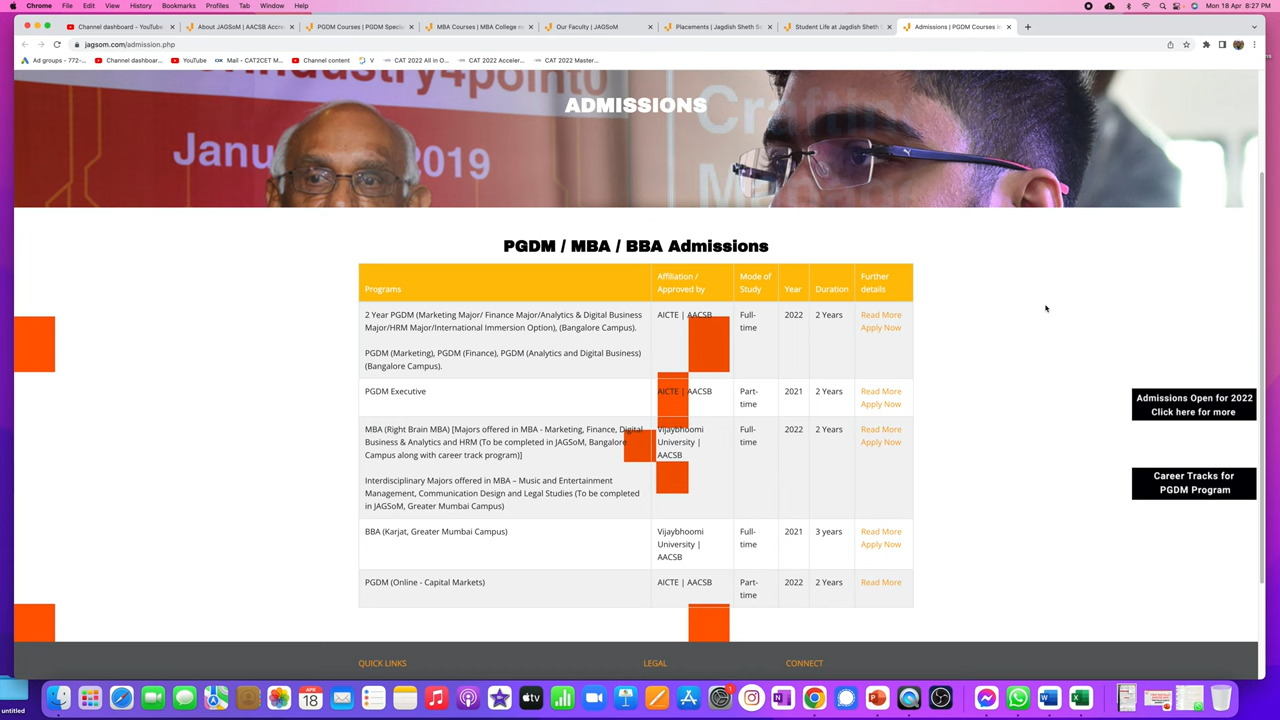 Chrome File Edit View History Bookmarks Profiles Tab Window Help
Mon 18 Apr 8:27 PM
Channel dashboard - YouTube
About JAGSoM | AACSB Accre
PGDM Courses | PGDM Specia
MBA Courses | MBA College m
Our Faculty | JAGSoM
Placements | Jagdish Sheth Sc
Student Life at Jagdish Sheth
Admissions | PGDM Courses in
jagsom.com/admission.php
Ad groups - 772-...
Channel dashboar...
YouTube
Mail - CAT2CET M...
Channel content
V
CAT 2022 All in O...
CAT 2022 Acceler...
CAT 2022 Master...
industry4point0
Janu 2019
ADMISSIONS
PGDM / MBA / BBA Admissions
Programs
Affiliation /
Approved by
Mode of
Study
Year
Duration
Further
details
2 Year PGDM (Marketing Major/ Finance Major/Analytics & Digital Business
Major/HRM Major/International Immersion Option), (Bangalore Campus).
PGDM (Marketing), PGDM (Finance), PGDM (Analytics and Digital Business)
(Bangalore Campus).
AICTE | AACSB
Full-
time
2022
2 Years
Read More
Apply Now
PGDM Executive
AICTE | AACSB
Part-
time
2021
2 Years
Read More
Apply Now
MBA (Right Brain MBA) [Majors offered in MBA - Marketing, Finance, Digital
Business & Analytics and HRM (To be completed in JAGSoM, Bangalore
Campus along with career track program)]
Interdisciplinary Majors offered in MBA – Music and Entertainment
Management, Communication Design and Legal Studies (To be completed
in JAGSoM, Greater Mumbai Campus)
Vijaybhoomi
University |
AACSB
Full-
time
2022
2 Years
Read More
Apply Now
BBA (Karjat, Greater Mumbai Campus)
Vijaybhoomi
University |
AACSB
Full-
time
2021
3 years
Read More
Apply Now
PGDM (Online - Capital Markets)
AICTE | AACSB
Part-
time
2022
2 Years
Read More
Admissions Open for 2022
Click here for more
Career Tracks for
PGDM Program
QUICK LINKS
LEGAL
CONNECT
untitled